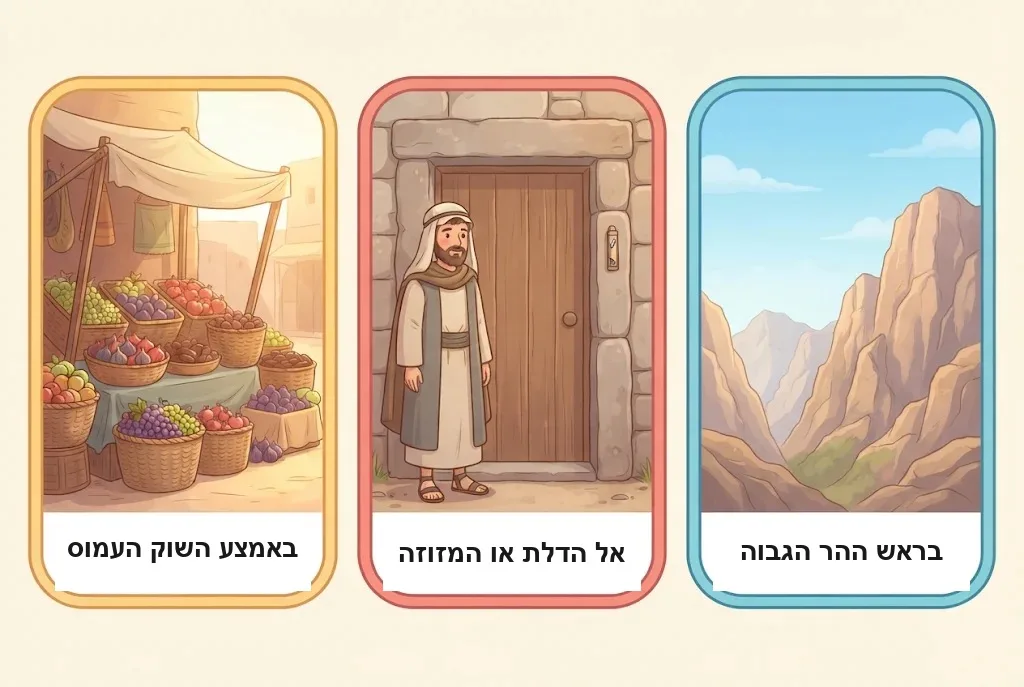 בראש ההר הגבוה
אל הדלת או המזוזה
באמצע השוק העמוס